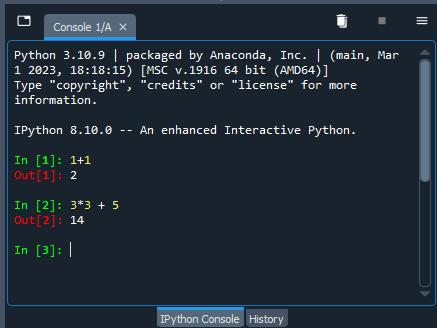 Console 1/A
Python 3.10.9 | packaged by Anaconda, Inc. | (main, Mar
1 2023, 18:18:15) [MSC v.1916 64 bit (AMD64)]
Type "copyright", "credits" or "license" for more
information.
IPython 8.10.0 -- An enhanced Interactive Python.
In [1]: 1+1
Out[1]: 2
In [2]: 3*3 + 5
Out[2]: 14
In [3]:
IPython Console History